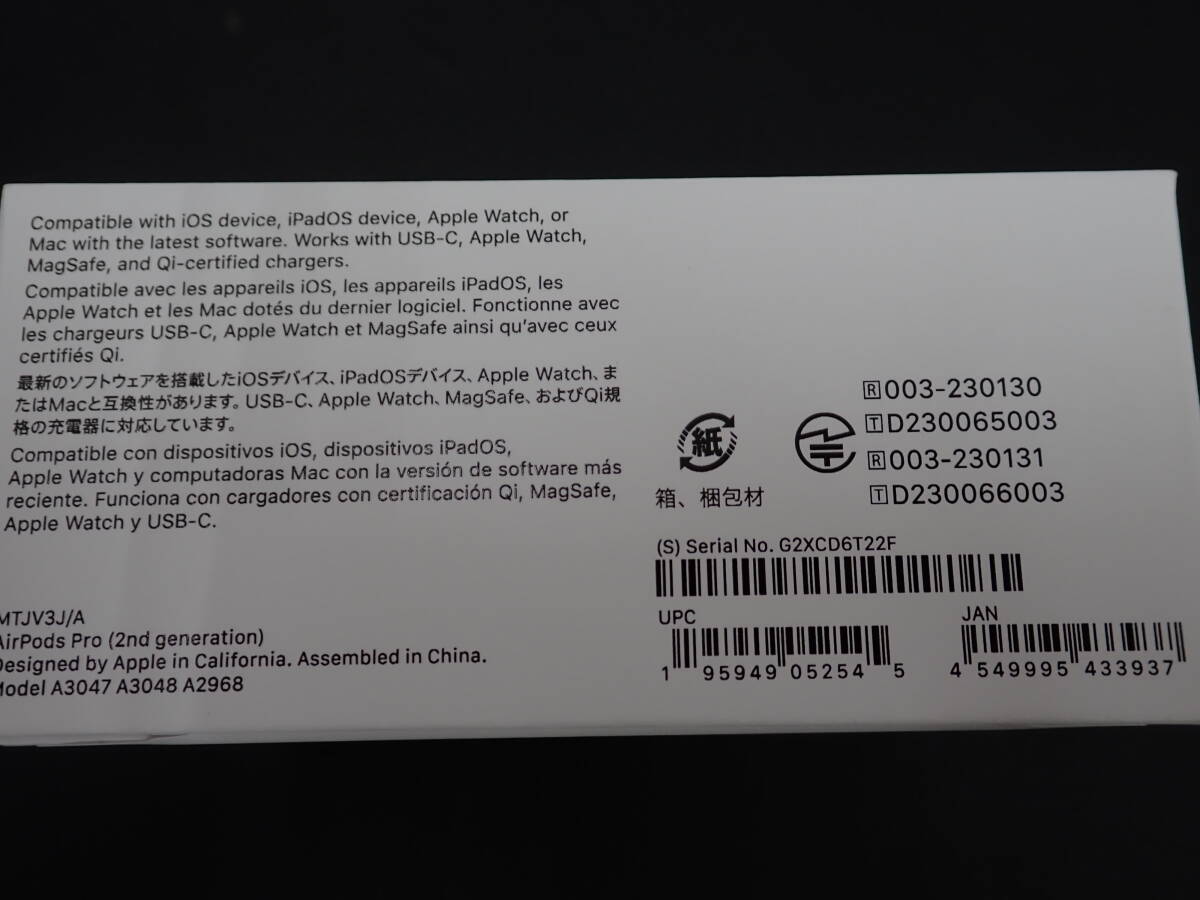 Compatible with iOS device, iPadOS device, Apple Watch, or
Mac with the latest software. Works with USB-C, Apple Watch,
MagSafe, and Qi-certified chargers.
Compatible avec les appareils iOS, les appareils iPadOS, les
Apple Watch et les Mac dotés du dernier logiciel. Fonctionne avec
les chargeurs USB-C, Apple Watch et MagSafe ainsi qu'avec ceux
certifiés Qi.
最新のソフトウェアを搭載したiOSデバイス、iPadOSデバイス、Apple Watch、ま
たはMacと互換性があります。USB-C、Apple Watch、MagSafe、およびQi規
格の充電器に対応しています。
Compatible con dispositivos iOS, dispositivos iPadOS,
Apple Watch y computadoras Mac con la versión de software más
reciente. Funciona con cargadores con certificación Qi, MagSafe,
Apple Watch y USB-C.
MTJV3J/A
AirPods Pro (2nd generation)
Designed by Apple in California. Assembled in China.
Model A3047 A3048 A2968
紙
箱、梱包材
R 003-230130
T D230065003
R 003-230131
T D230066003
(S) Serial No. G2XCD6T22F
UPC
1 95949 05254 5
JAN
4 549995 433937